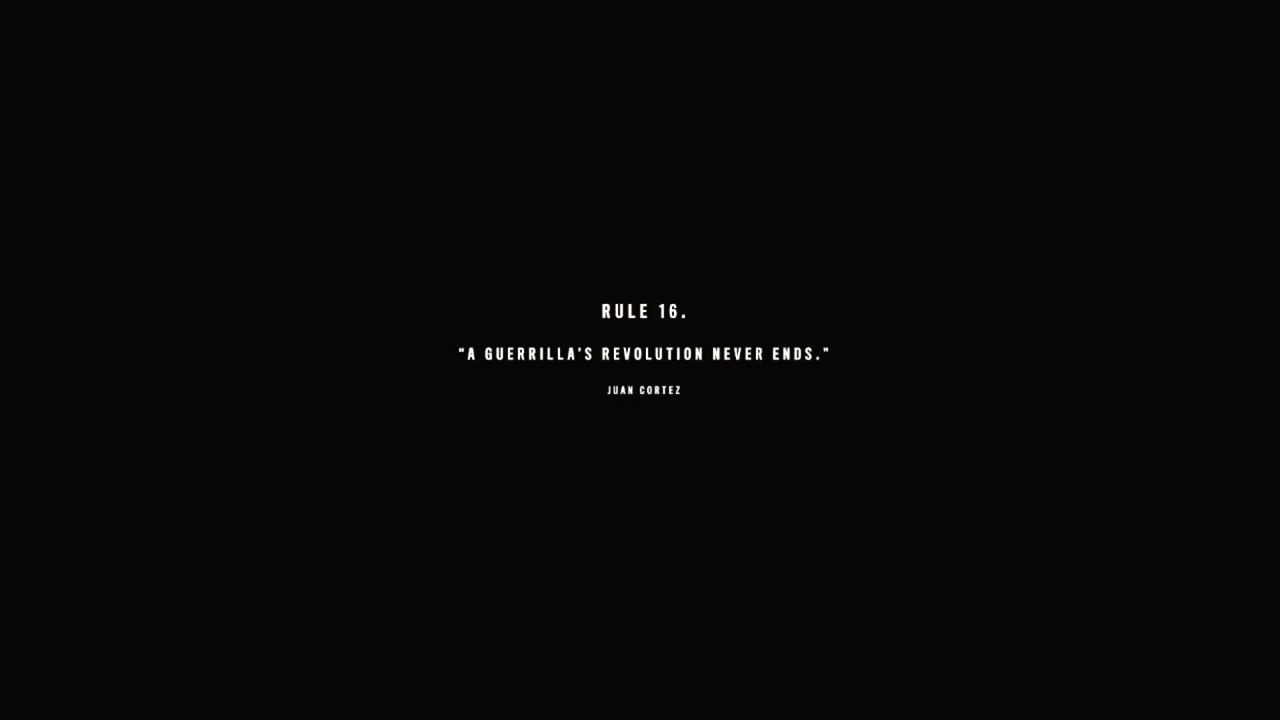 RULE 16.
“A GUERRILLA’S REVOLUTION NEVER ENDS.”
JUAN CORTEZ